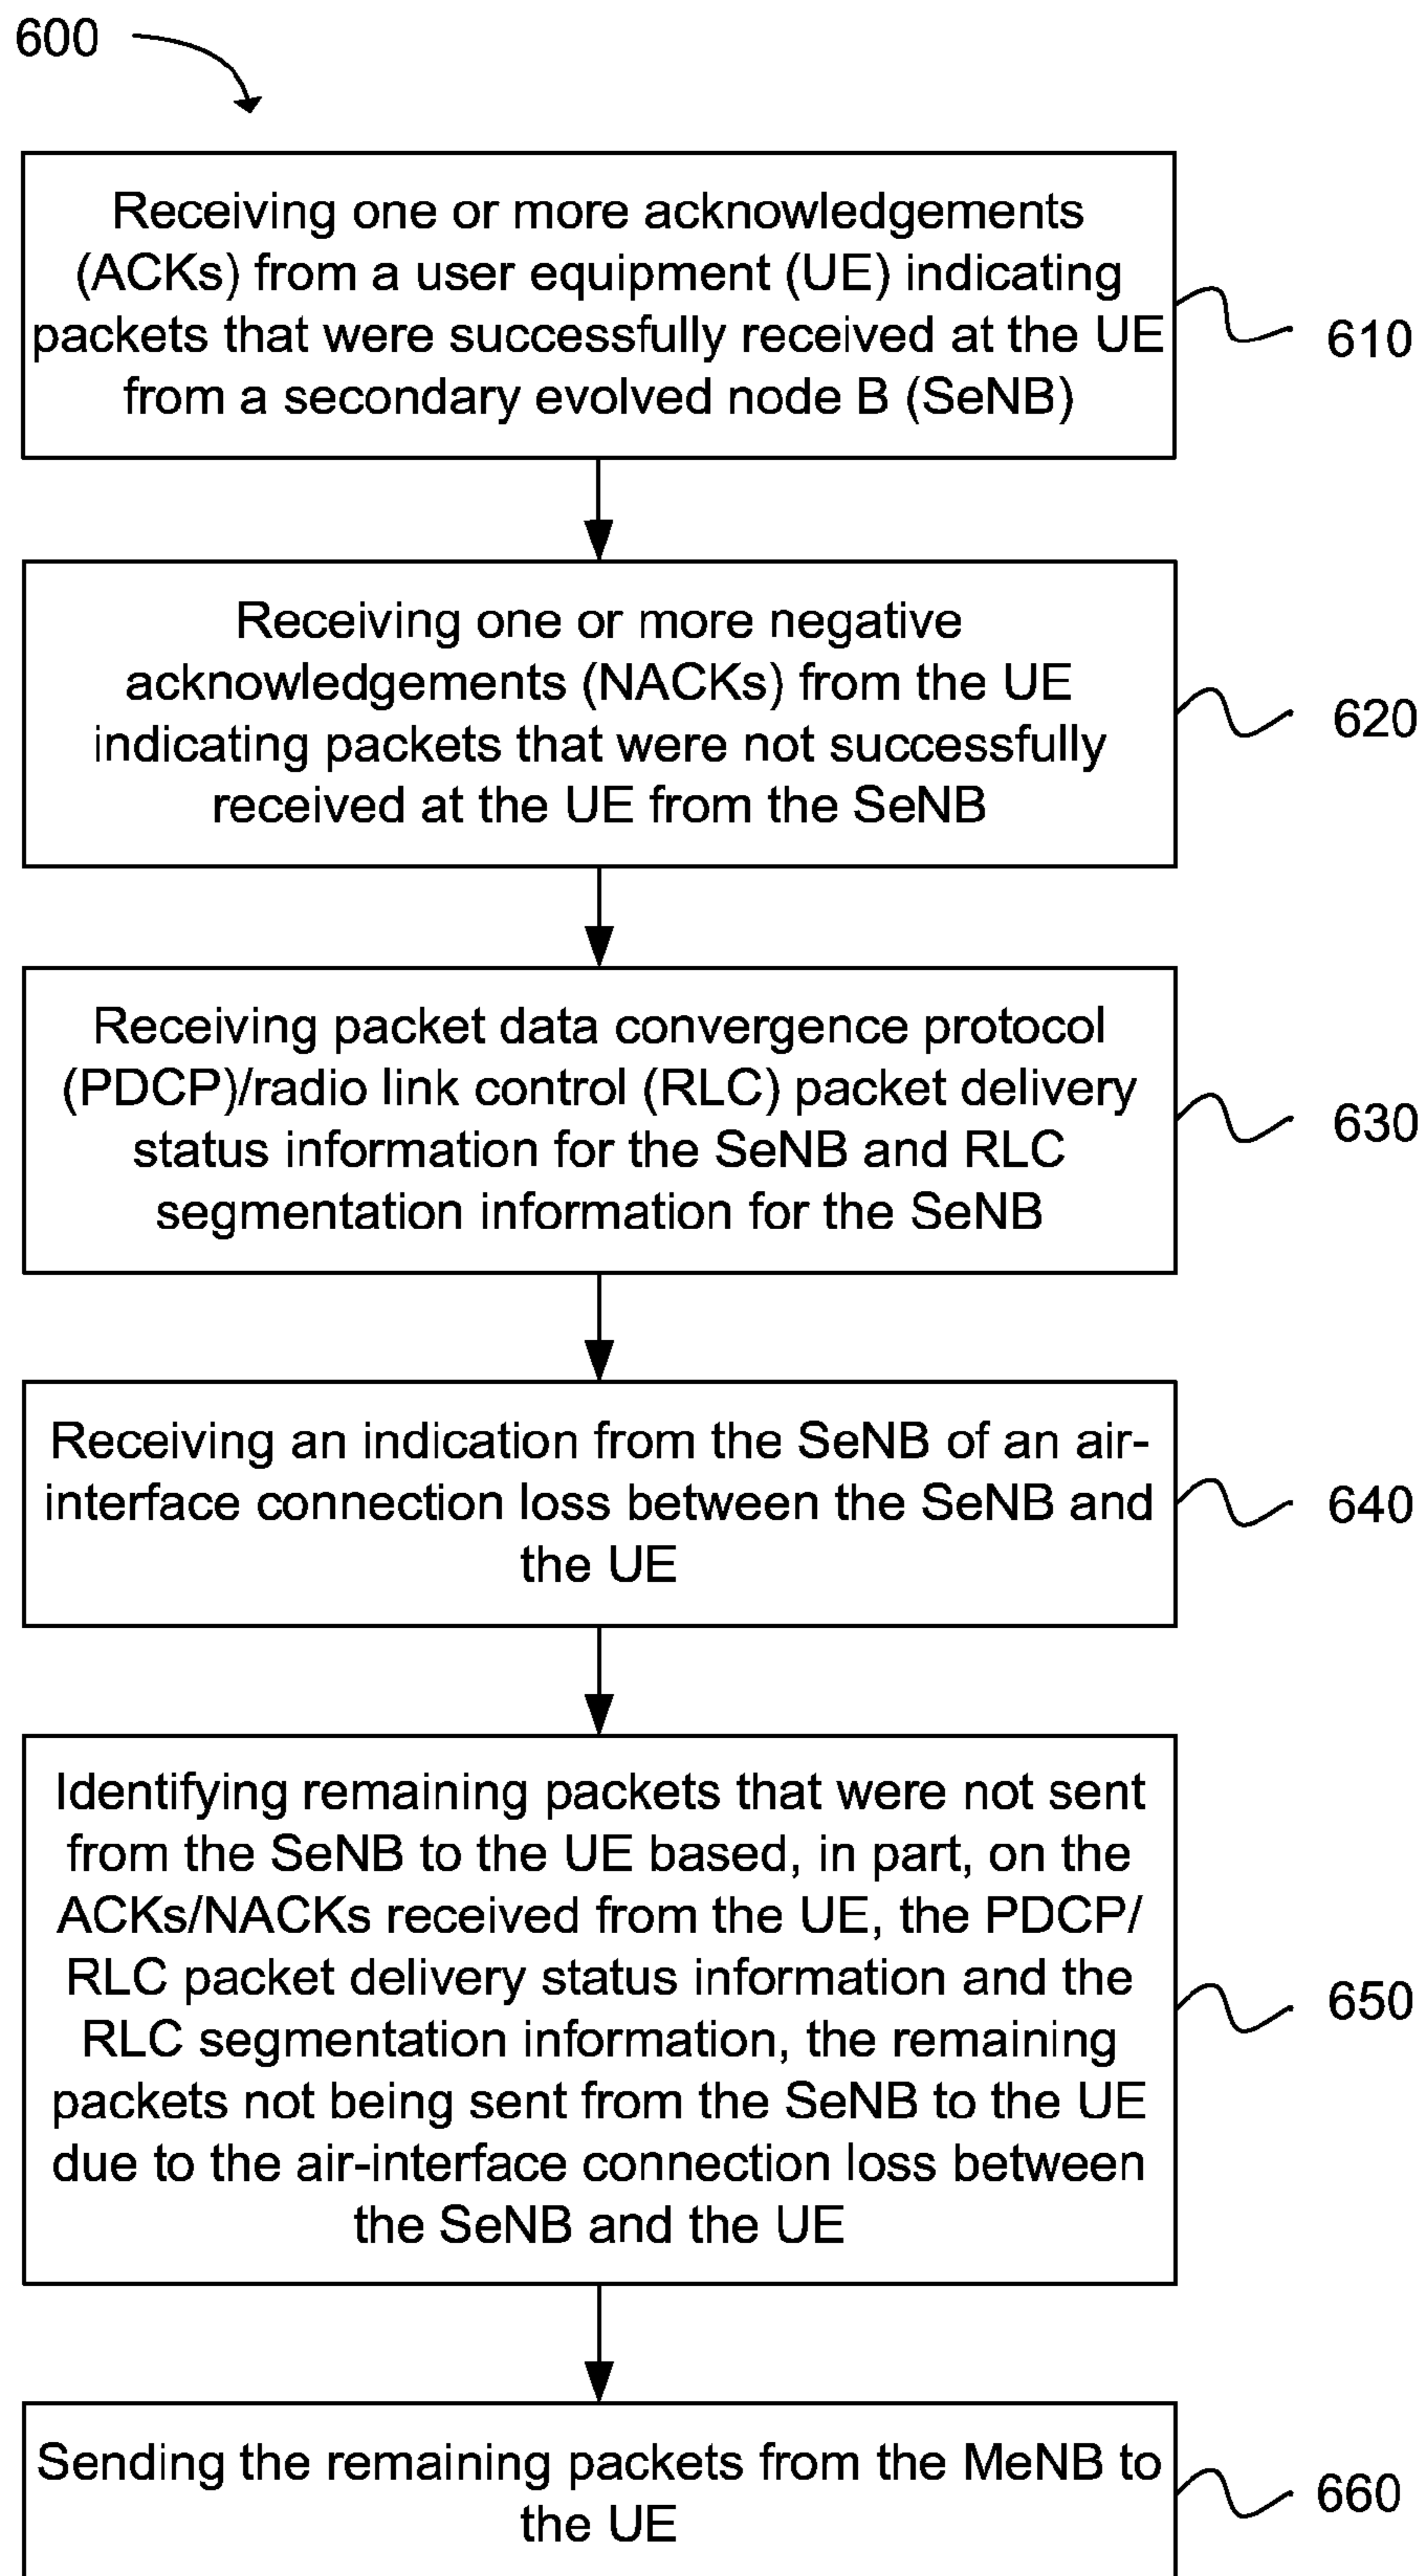 600
Receiving one or more acknowledgements
(ACKs) from a user equipment (UE) indicating
packets that were successfully received at the UE
from a secondary evolved node B (SeNB)
610
Receiving one or more negative
acknowledgements (NACKs) from the UE
indicating packets that were not successfully
received at the UE from the SeNB
620
Receiving packet data convergence protocol
(PDCP)/radio link control (RLC) packet delivery
status information for the SeNB and RLC
segmentation information for the SeNB
630
Receiving an indication from the SeNB of an air-
interface connection loss between the SeNB and
the UE
640
Identifying remaining packets that were not sent
from the SeNB to the UE based, in part, on the
ACKs/NACKs received from the UE, the PDCP/
RLC packet delivery status information and the
RLC segmentation information, the remaining
packets not being sent from the SeNB to the UE
due to the air-interface connection loss between
the SeNB and the UE
650
Sending the remaining packets from the MeNB to
the UE
660